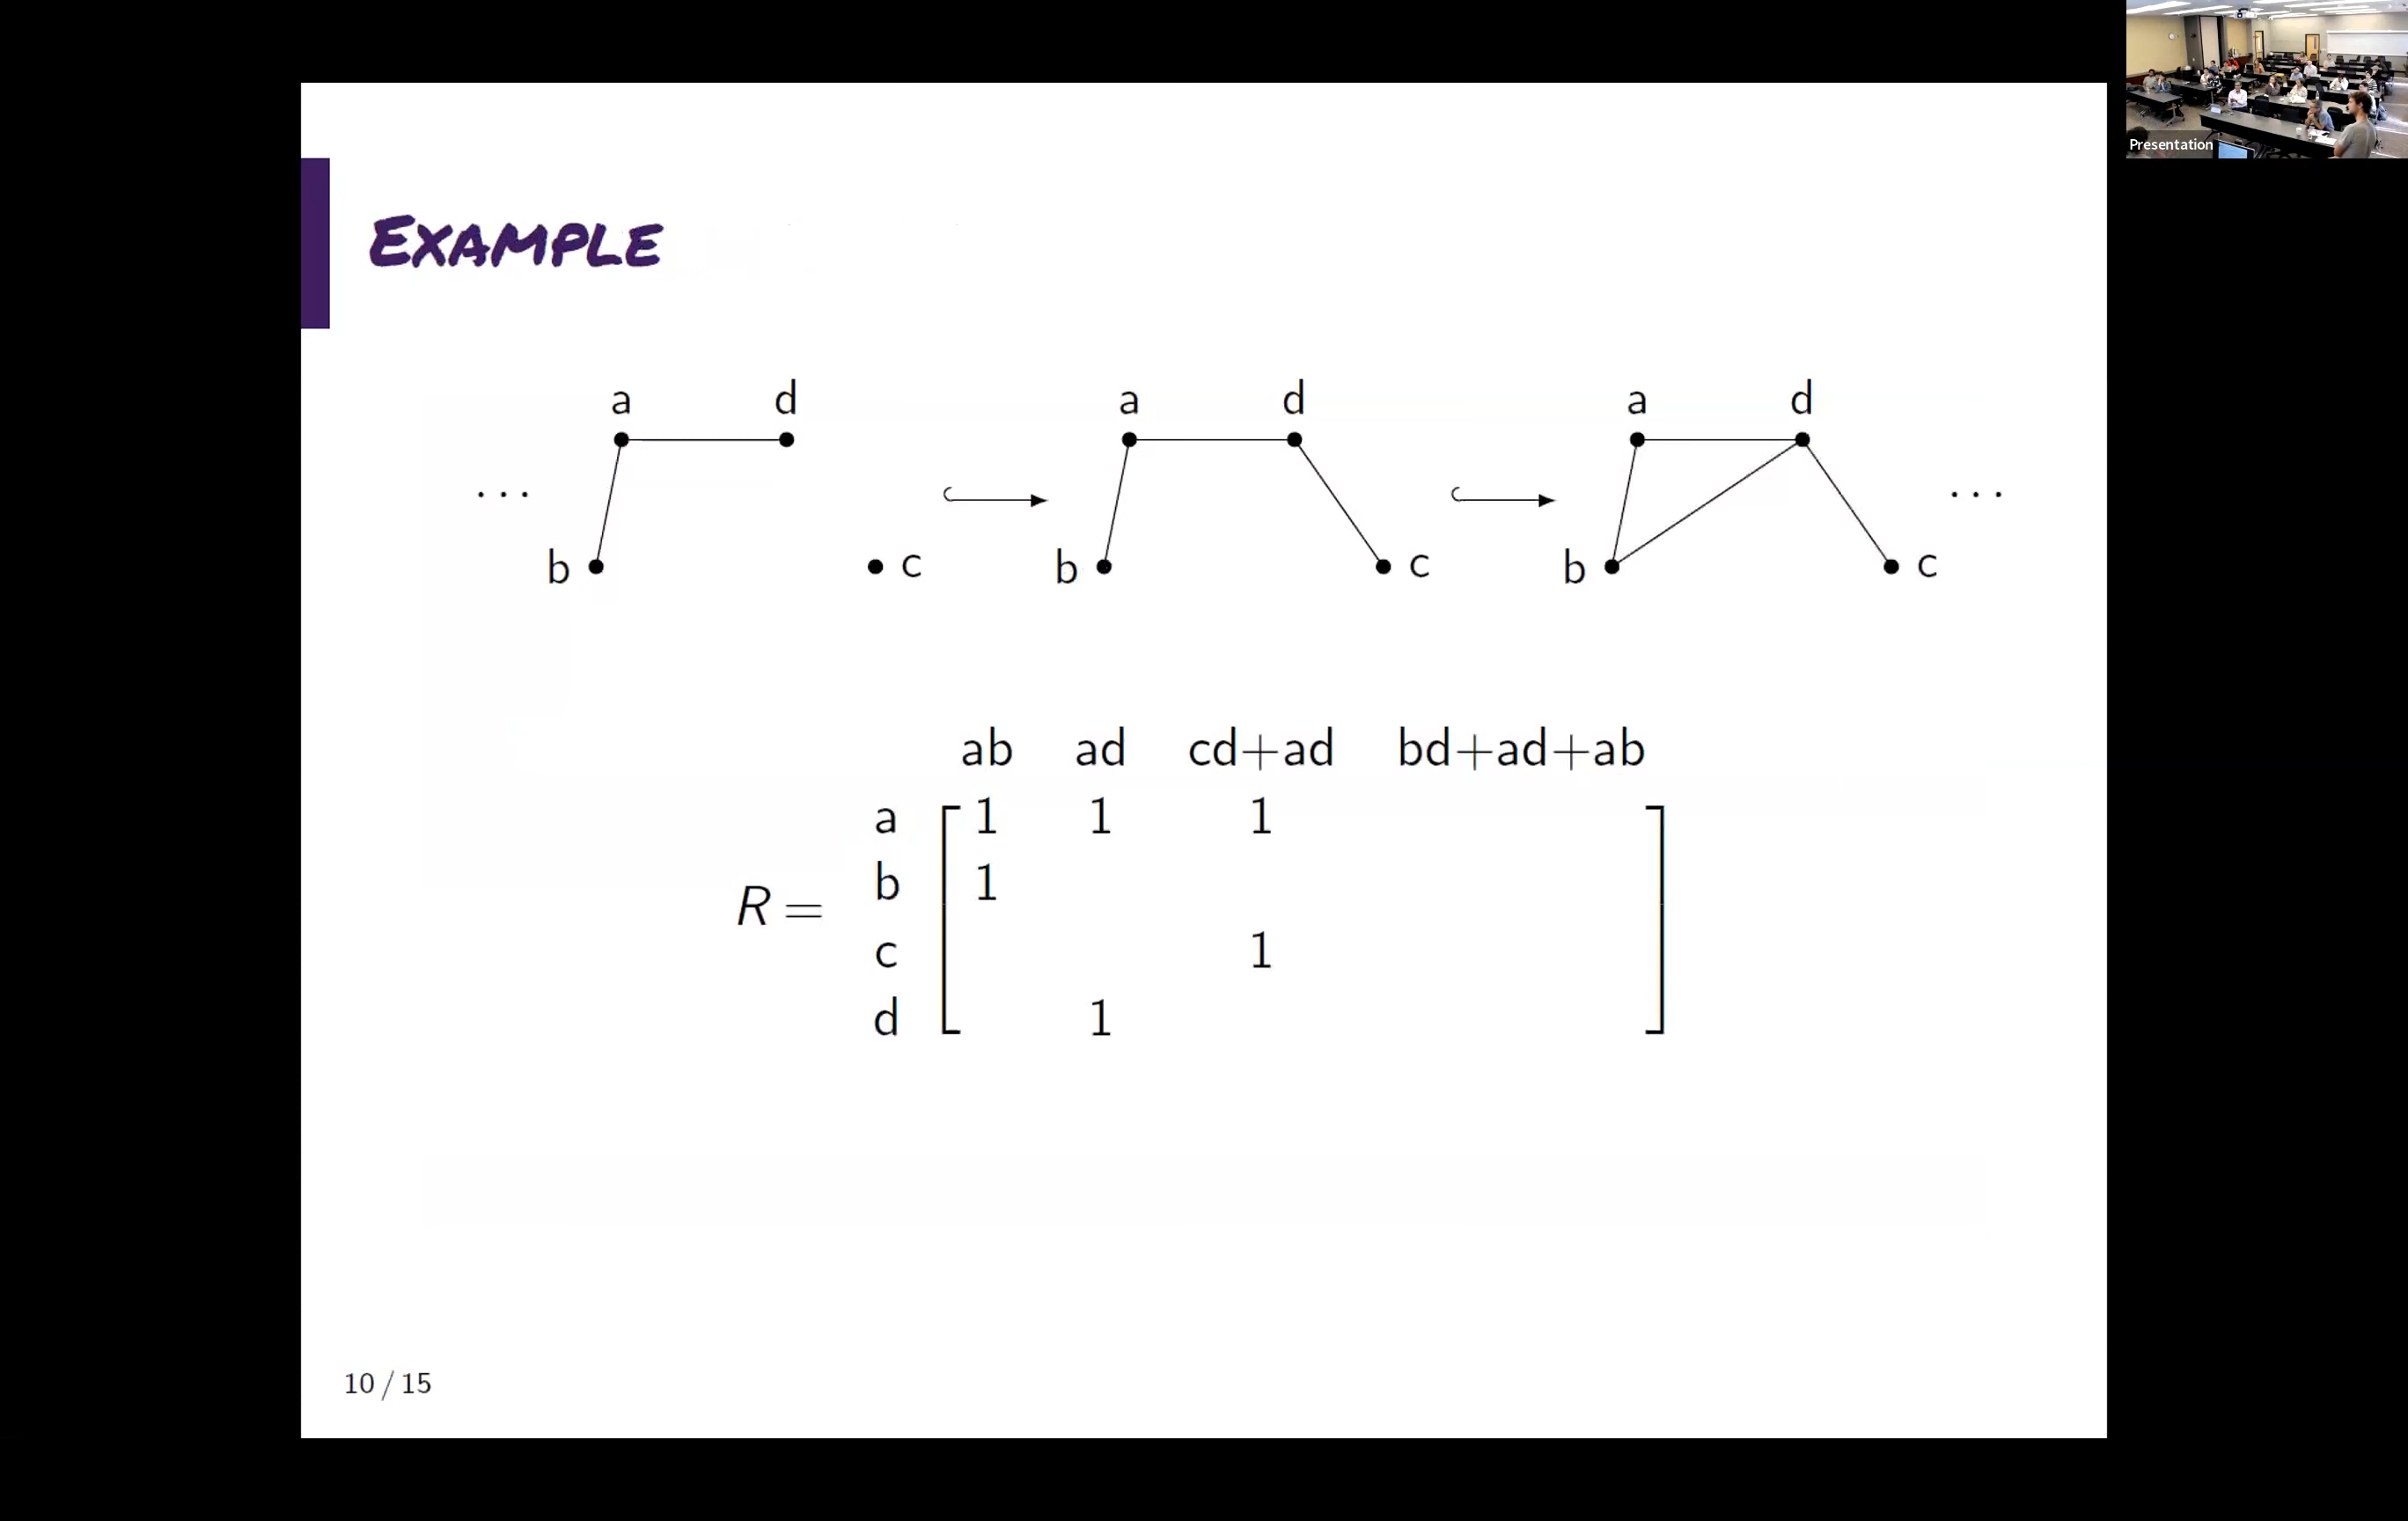 Presentation
EXAMPLE
a d a d a d
... ...
b c b c b c
ab ad cd+ad bd+ad+ab
a 1 1 1
b 1
R =
c 1
d 1
10 / 15